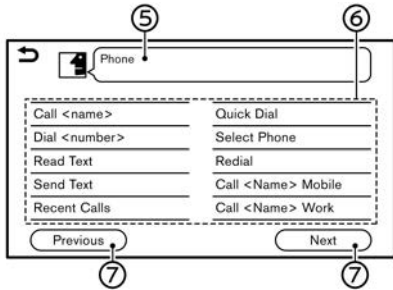 ⑤ ⑥
Phone
Call <name> Quick Dial
Dial <number> Select Phone
Read Text Redial
Send Text Call <Name> Mobile
Recent Calls Call <Name> Work
Previous Next
⑦ ⑦